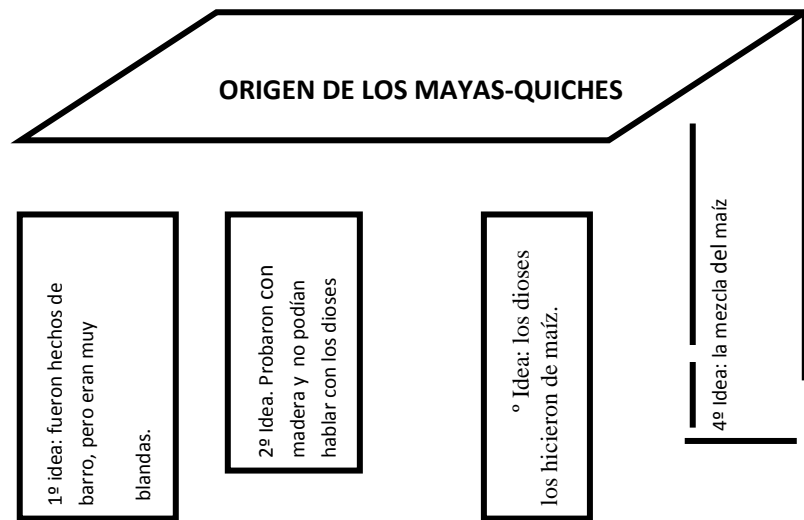 ORIGEN DE LOS MAYAS-QUICHES
1º idea: fueron hechos de
barro, pero eran muy
blandas.
2º Idea. Probaron con
madera y no podían
hablar con los dioses
º Idea: los dioses
los hicieron de maíz.
4º Idea: la mezcla del maíz